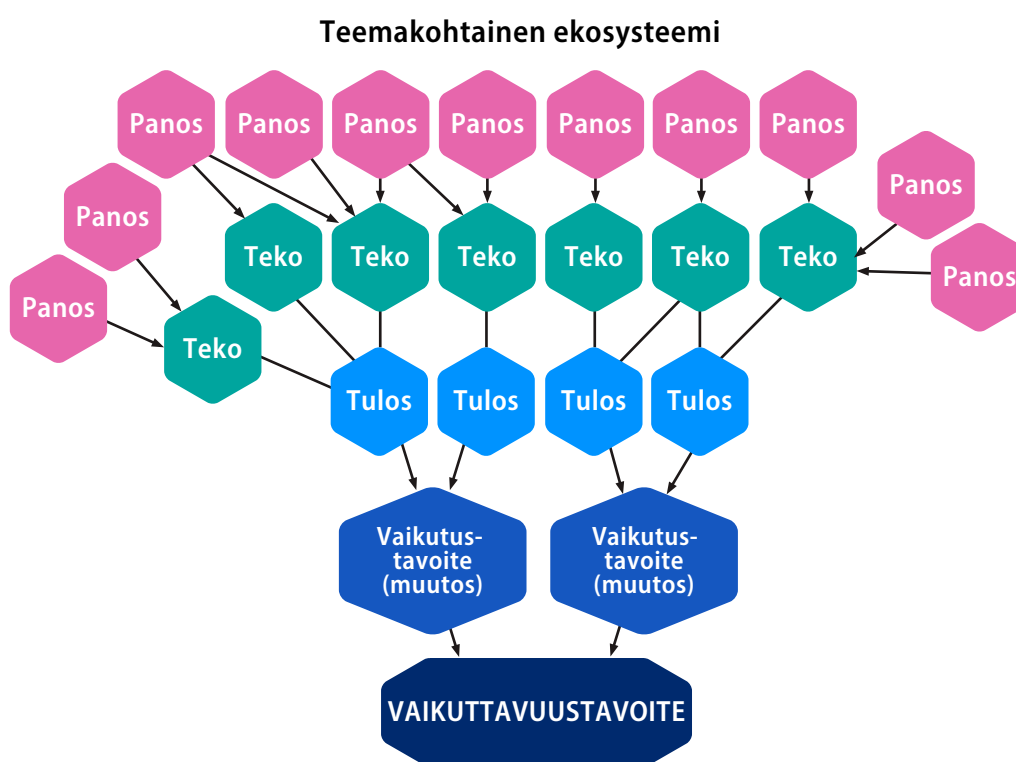 Teemakohtainen ekosysteemi
Panos
Panos
Panos
Panos
Panos
Panos
Panos
Panos
Panos
Panos
Panos
Teko
Teko
Teko
Teko
Teko
Teko
Teko
Tulos
Tulos
Tulos
Tulos
Vaikutus-
tavoite
(muutos)
Vaikutus-
tavoite
(muutos)
VAIKUTTAVUUSTAVOITE